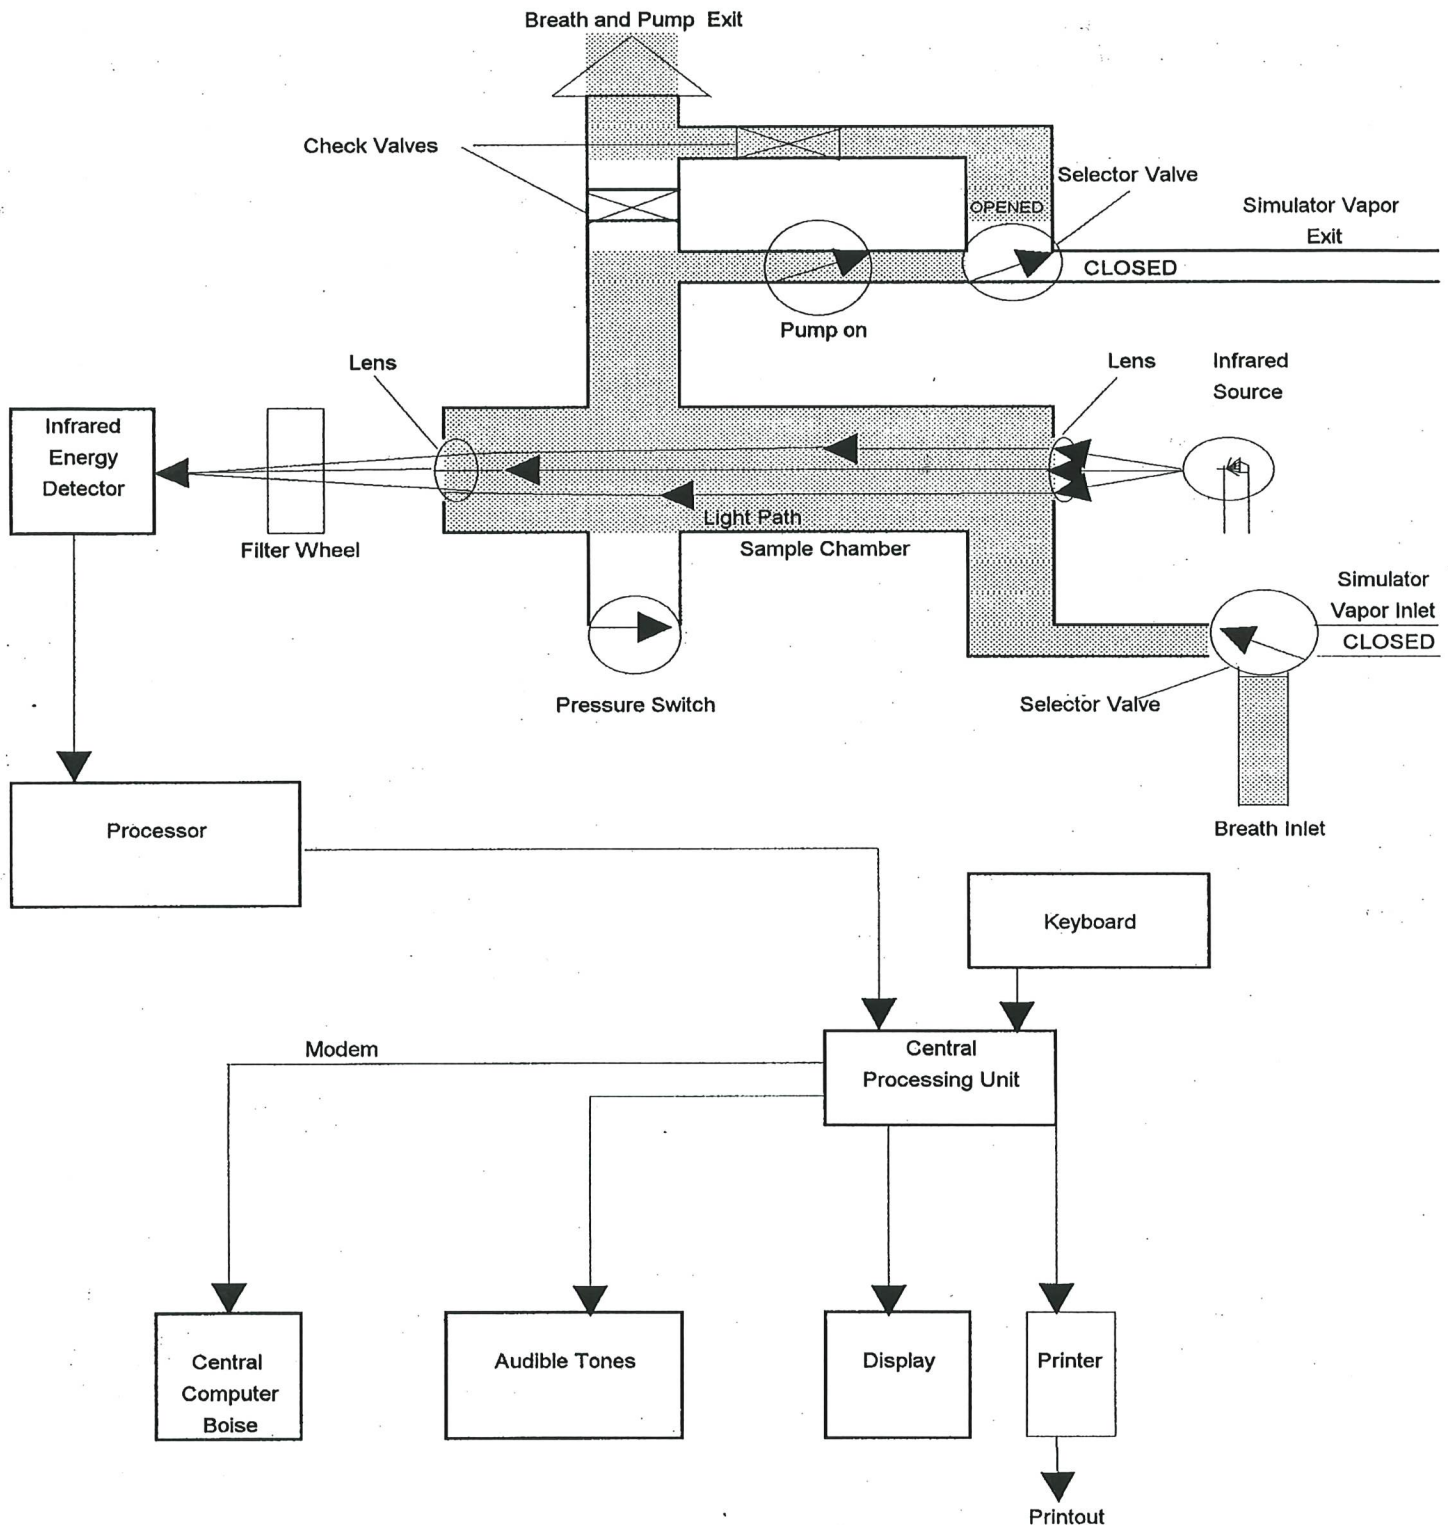 Breath and Pump Exit
Check Valves
Selector Valve
OPENED
Simulator Vapor
Exit
CLOSED
Pump on
Lens
Lens
Infrared
Source
Infrared
Energy
Detector
Light Path
Filter Wheel
Sample Chamber
Simulator
Vapor Inlet
CLOSED
Pressure Switch
Selector Valve
Breath Inlet
Processor
Keyboard
Modem
Central
Processing Unit
Central
Computer
Boise
Audible Tones
Display
Printer
Printout